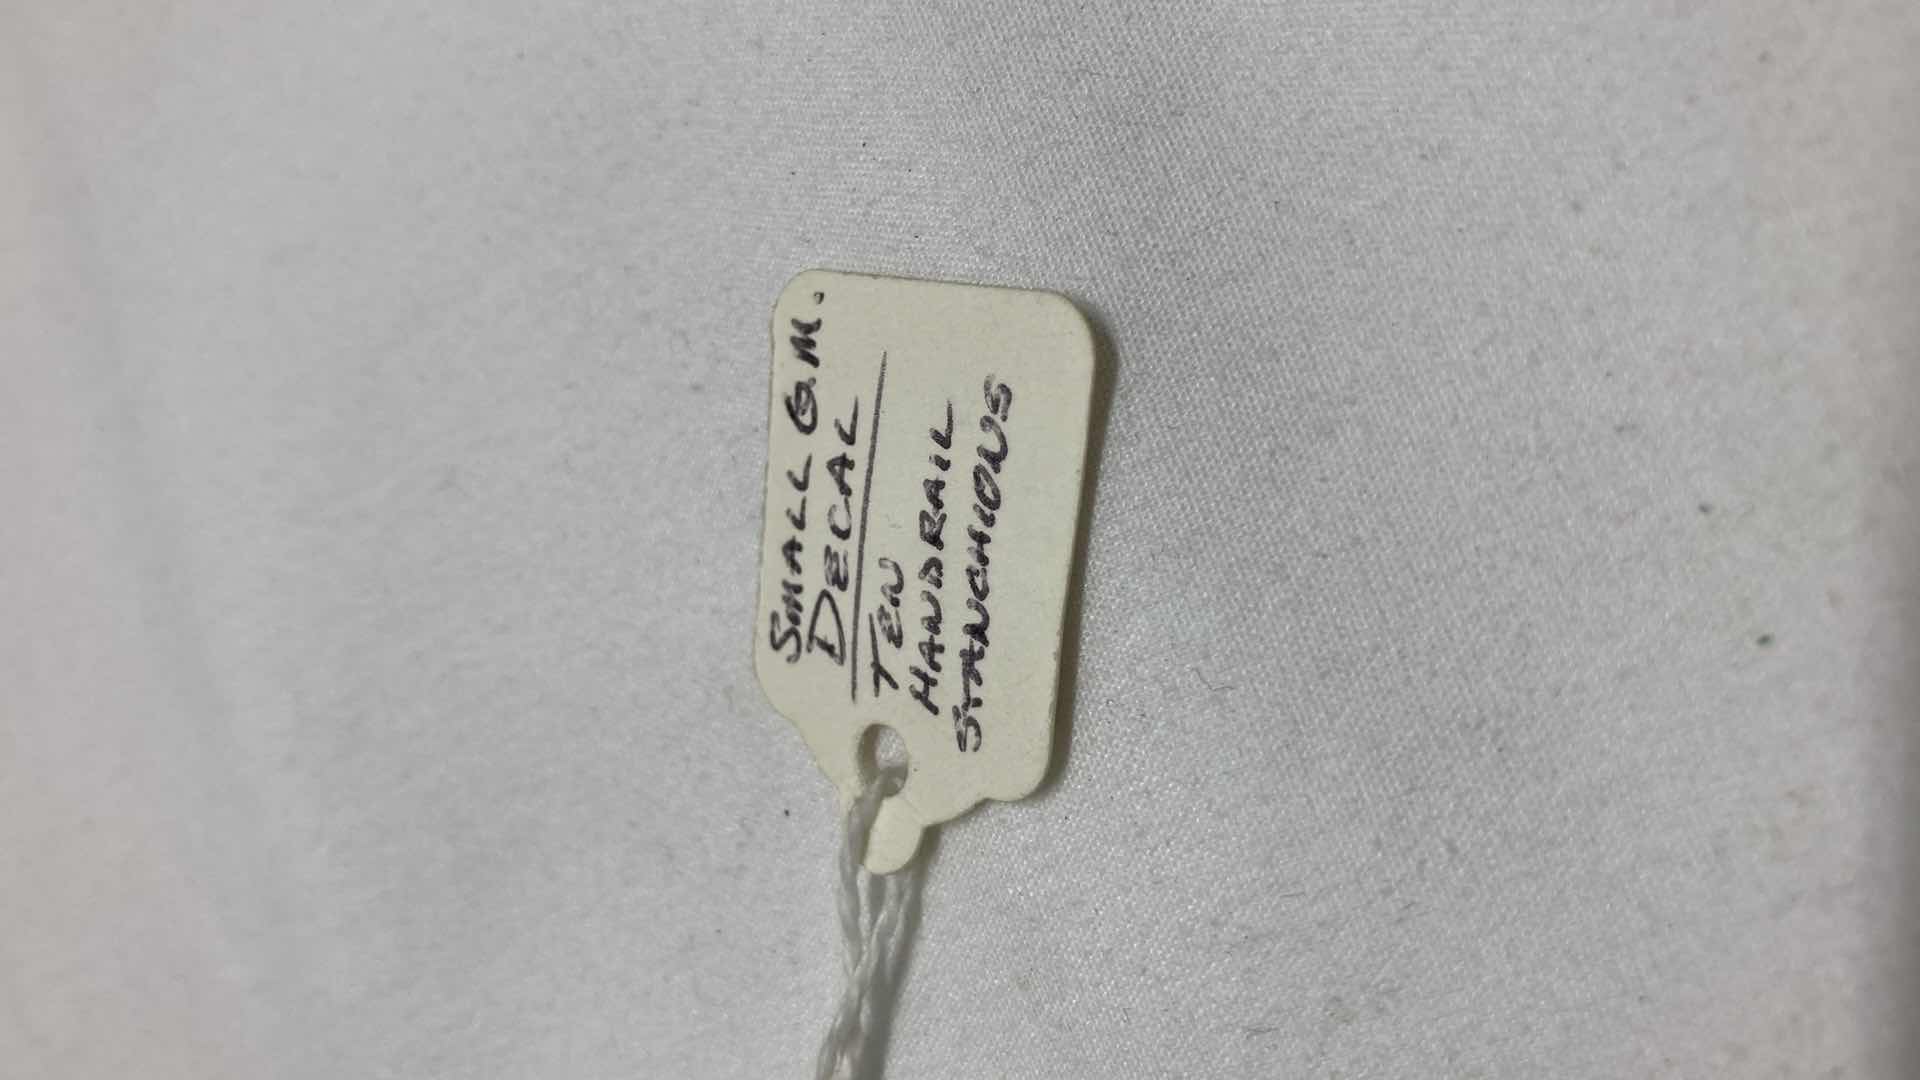 SMALL G.M.
DECAL
TEN
HANDRAIL
STANCHIONS